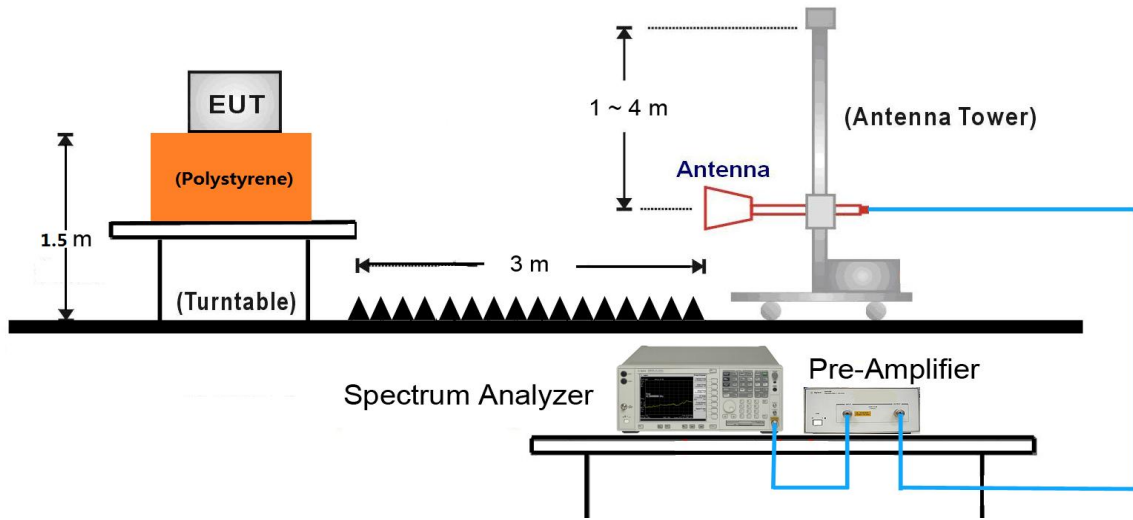 EUT
(Polystyrene)
1.5 m
(Turntable)
3 m
1 ~ 4 m
Antenna
(Antenna Tower)
Spectrum Analyzer
Pre-Amplifier